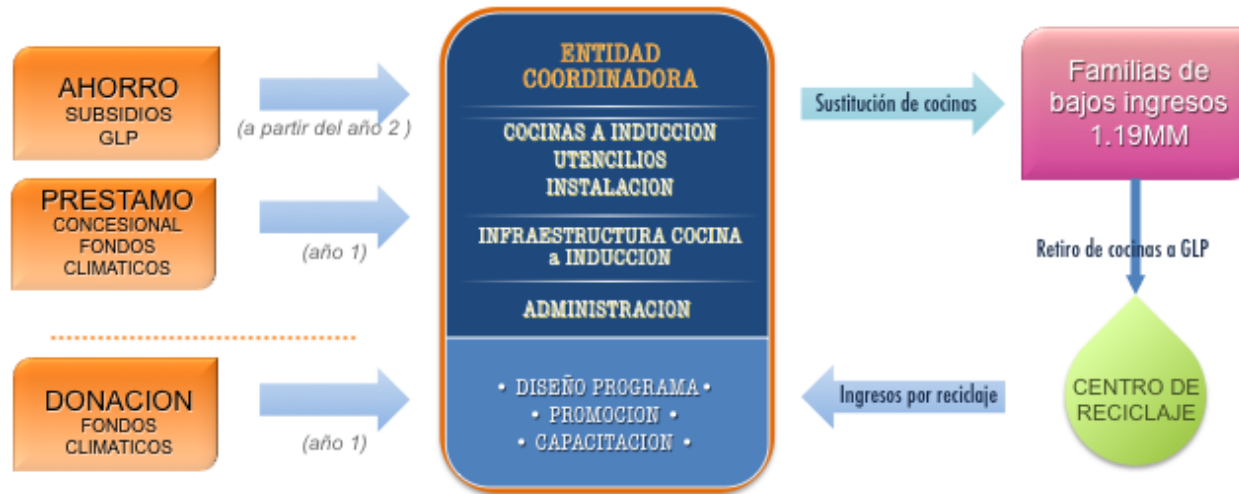 AHORRO
SUBSIDIOS
GLP
(a partir del año 2 )
PRESTAMO
CONCESIONAL
FONDOS
CLIMATICOS
(año 1)
DONACION
FONDOS
CLIMATICOS
(año 1)
ENTIDAD
COORDINADORA
COCINAS A INDUCCION
UTENCILIOS
INSTALACION
INFRAESTRUCTURA COCINA
a INDUCCION
ADMINISTRACION
• DISEÑO PROGRAMA •
• PROMOCION •
• CAPACITACION •
Sustitución de cocinas
Familias de
bajos ingresos
1.19MM
Retiro de cocinas a GLP
CENTRO DE
RECICLAJE
Ingresos por reciclaje